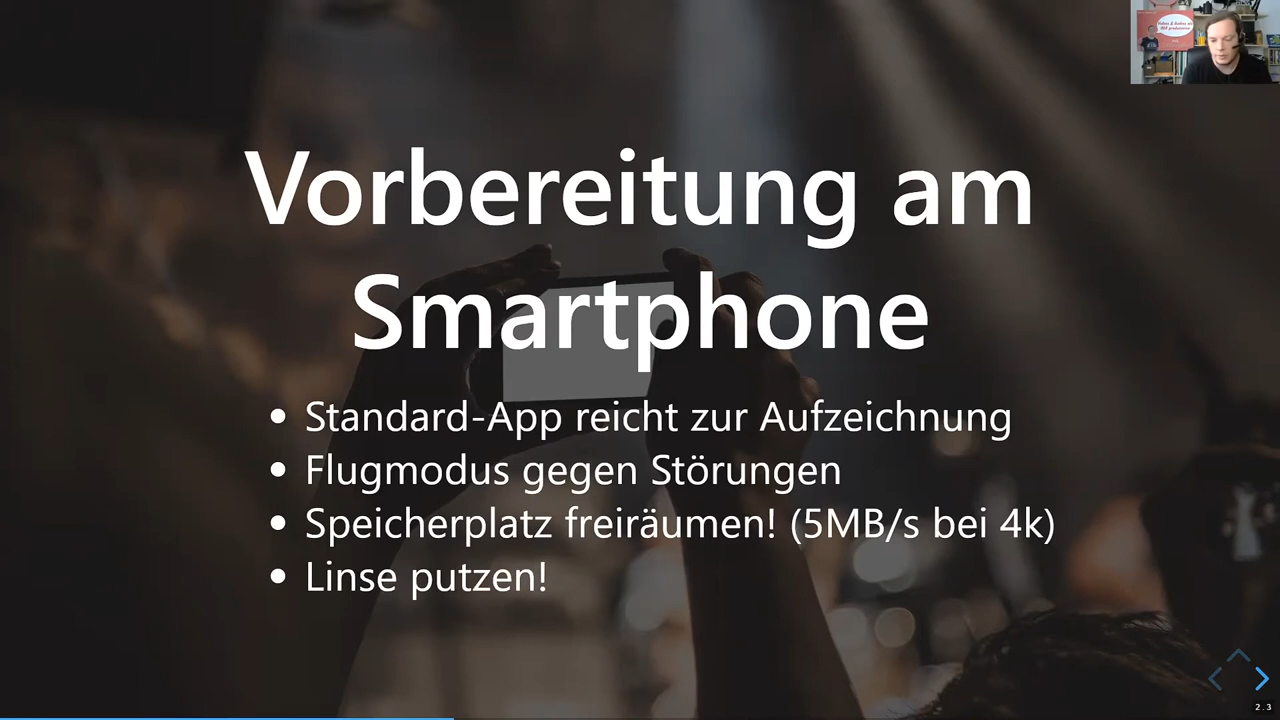 Vorbereitung am
Smartphone
• Standard-App reicht zur Aufzeichnung
• Flugmodus gegen Störungen
• Speicherplatz freiräumen! (5MB/s bei 4k)
• Linse putzen!
2.3